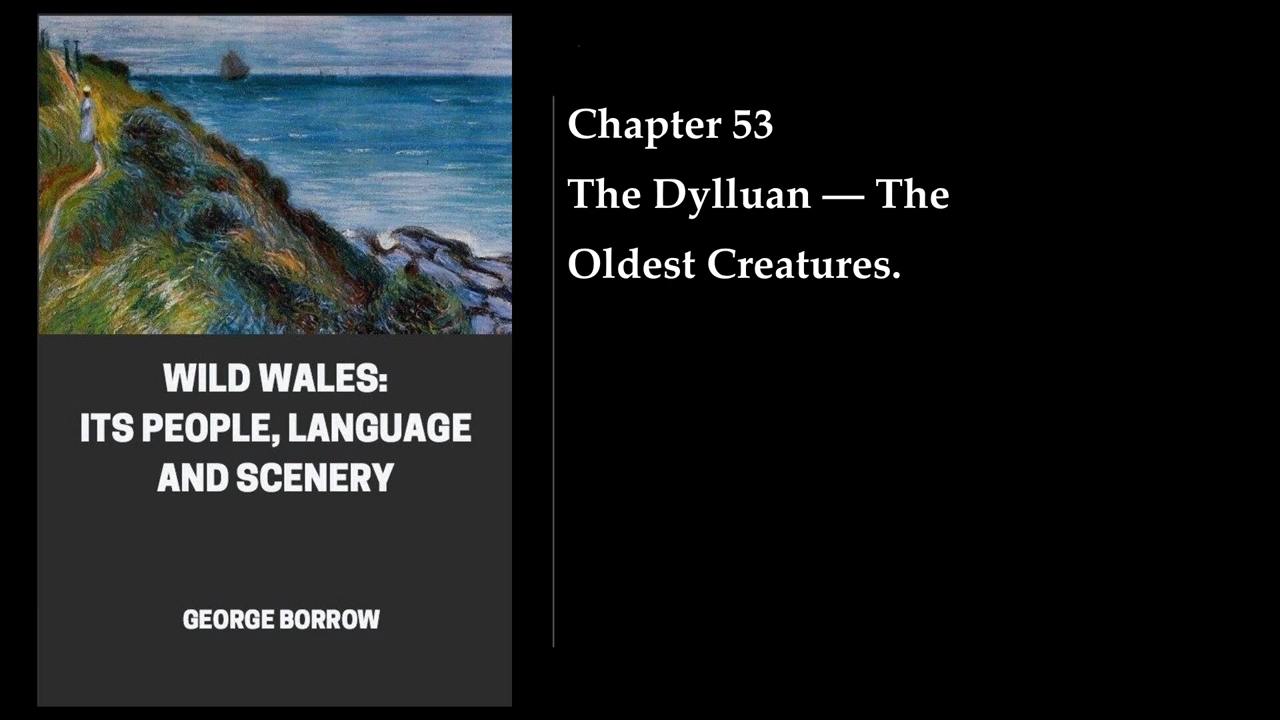 Chapter 53
The Dylluan — The
Oldest Creatures.
WILD WALES:
ITS PEOPLE, LANGUAGE
AND SCENERY
GEORGE BORROW